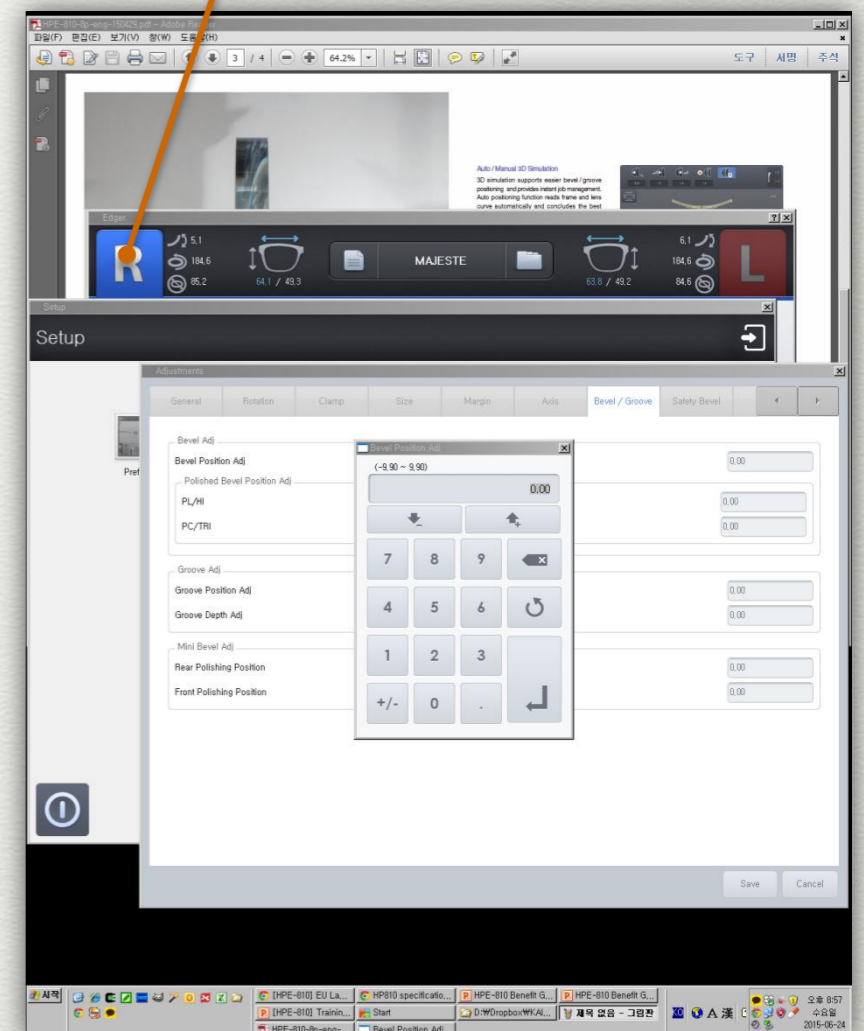 HPE-810-8p-eng-150429.pdf - Adobe Reader
파일(F) 편집(E) 보기(V) 창(W) 도움말(H)
3 / 4 64.2% 도구 서명 주석
Auto / Manual 3D Simulation
3D simulation supports easier bevel / groove
positioning and provides instant job management.
Auto positioning function reads frame and lens
curve automatically and concludes the best
Edger
R 5,1 184,6 85,2 64,1 / 49,3 MAJESTE 63,8 / 49,2 6,1 184,6 84,6 L
Setup
Setup
Pref
Adjustments
General Rotation Clamp Size Margin Axis Bevel / Groove Safety Bevel
Bevel Adj
Bevel Position Adj 0,00
Polished Bevel Position Adj
PL/HI 0,00
PC/TRI 0,00
Groove Adj
Groove Position Adj 0,00
Groove Depth Adj 0,00
Mini Bevel Adj
Rear Polishing Position 0,00
Front Polishing Position 0,00
Bevel Position Adj
(-9,90 ~ 9,90)
0.00
7 8 9
4 5 6
1 2 3
+/- 0 .
Save Cancel
시작 [HPE-810] EU La... HP810 specificatio... HPE-810 Benefit G... HPE-810 Benefit G... 오후 8:57
[HPE-810] Trainin... Start D:₩Dropbox₩KAI... 제목 없음 - 그림판 A 漢 수요일
HPE-810-8p-eng-... Bevel Position Adj 2015-06-24